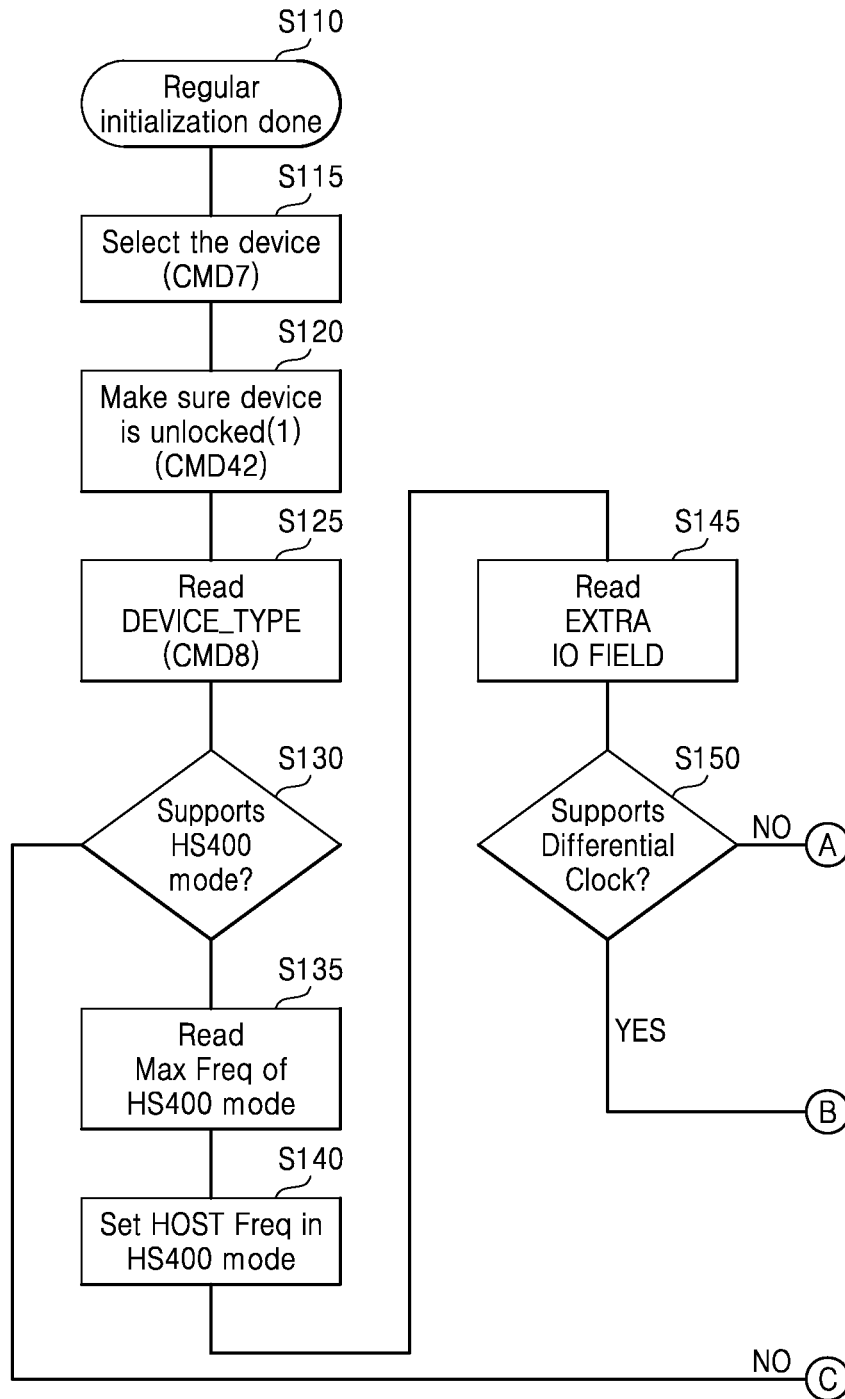 S110
Regular
initialization done
S115
Select the device
(CMD7)
S120
Make sure device
is unlocked(1)
(CMD42)
S125
Read
DEVICE_TYPE
(CMD8)
S130
Supports
HS400
mode?
S135
Read
Max Freq of
HS400 mode
S140
Set HOST Freq in
HS400 mode
S145
Read
EXTRA
IO FIELD
S150
Supports
Differential
Clock?
NO
A
YES
B
NO
C